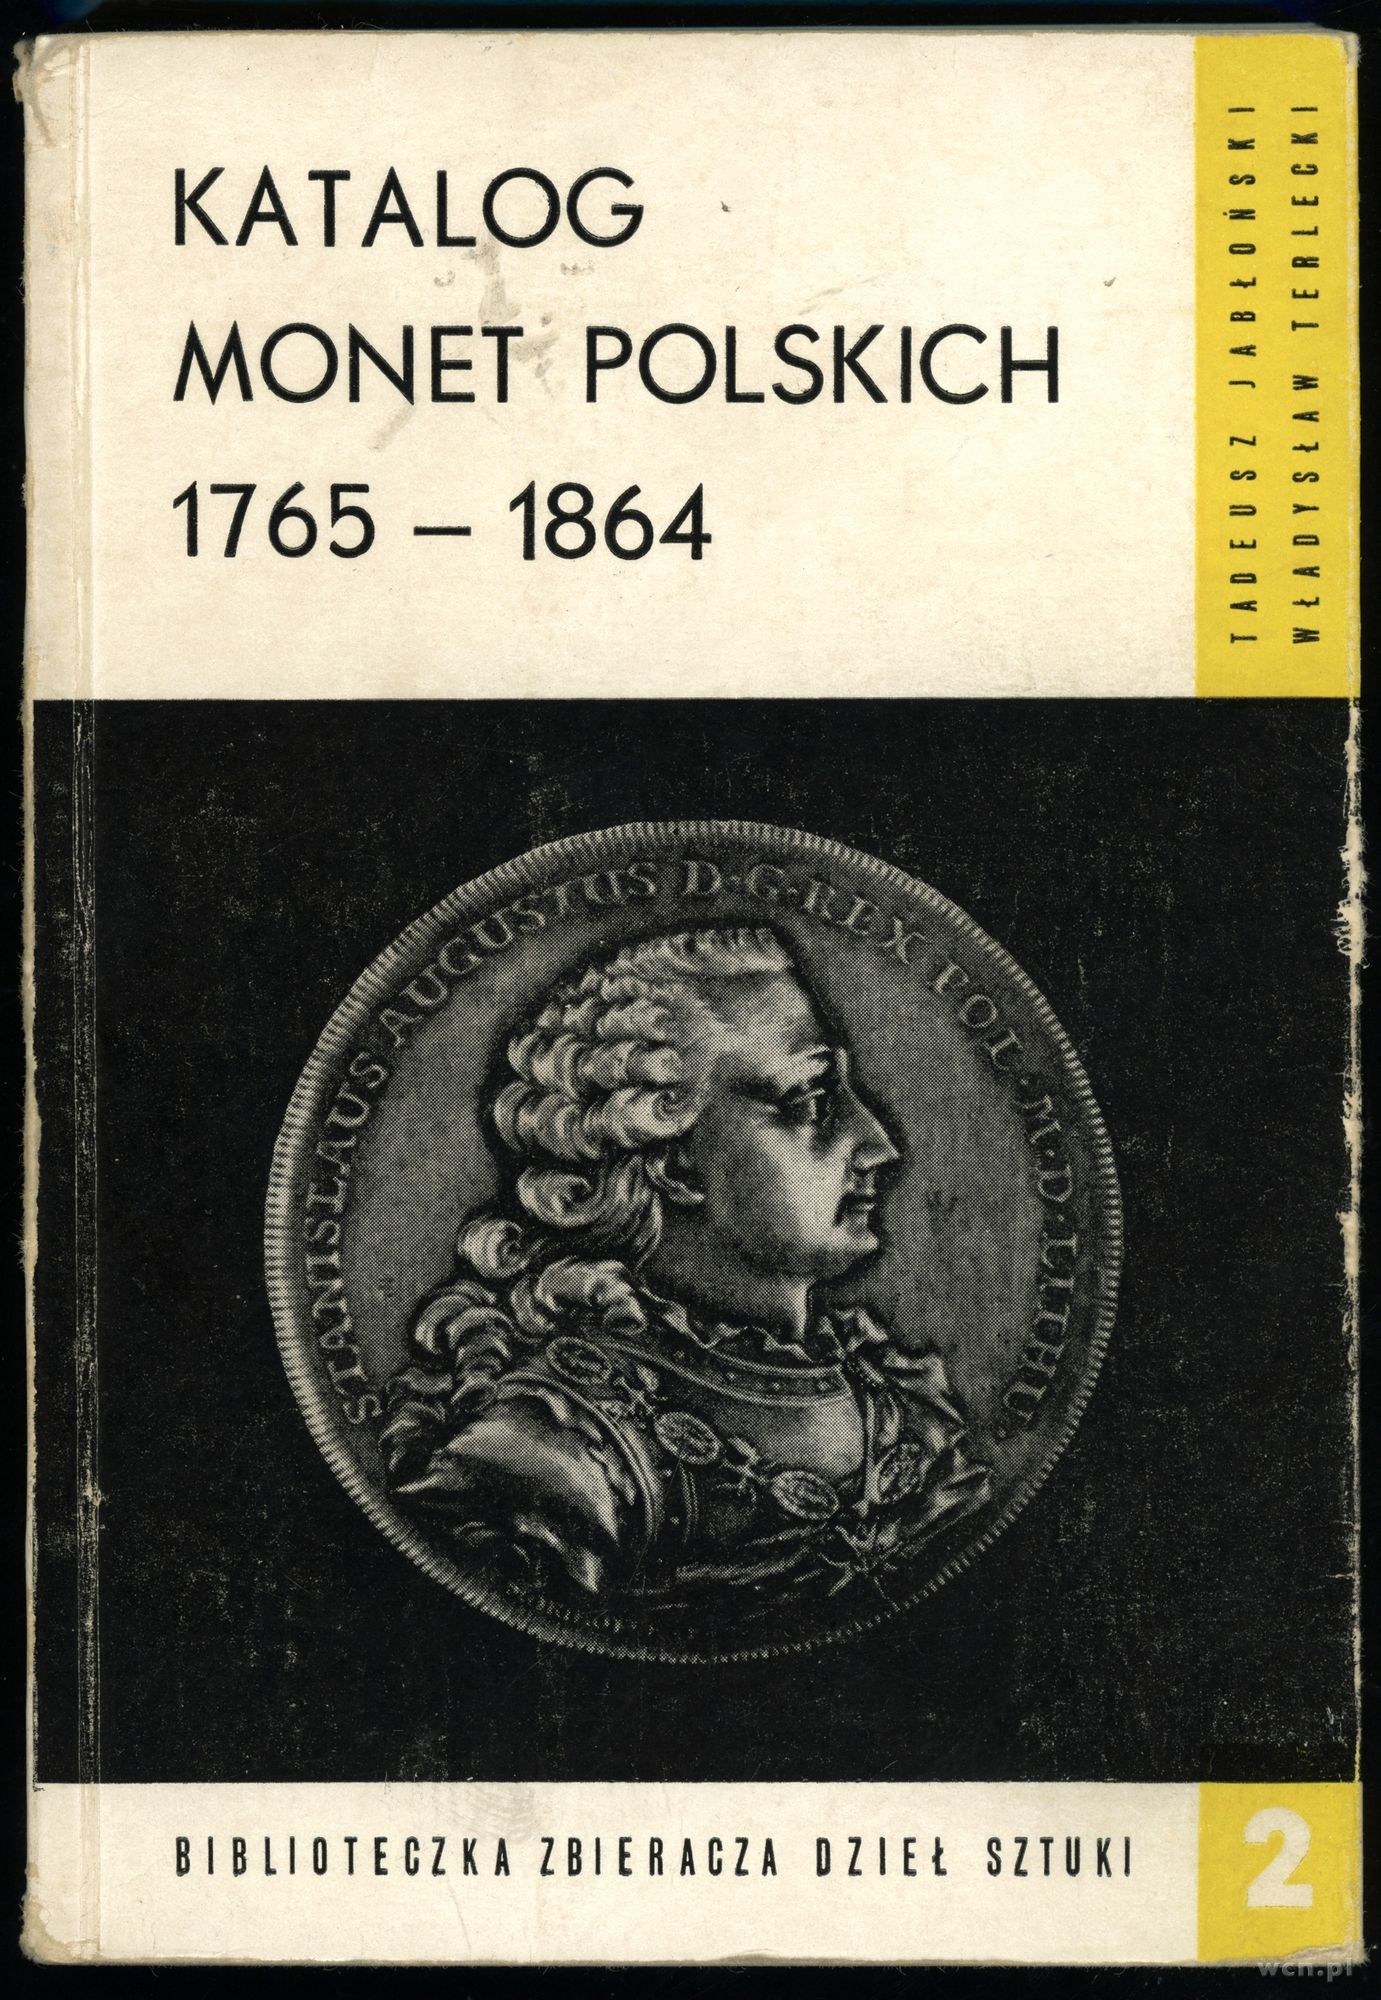 KATALOG
MONET POLSKICH
1765 – 1864
TADEUSZ JABŁOŃSKI
WŁADYSŁAW TERLECKI
STANISLAUS AUGUSTUS D·G·REX POL·M·D·LITHU·
BIBLIOTECZKA ZBIERACZA DZIEŁ SZTUKI
2
wcn.pl